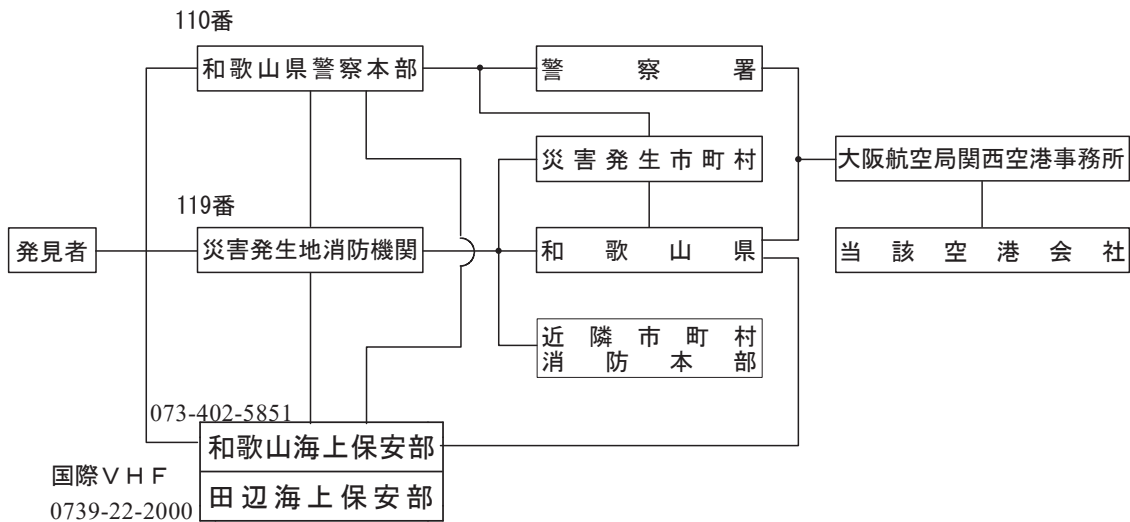 110番
和歌山県警察本部
警察署
災害発生市町村
大阪航空局関西空港事務所
119番
発見者
災害発生地消防機関
和歌山県
当該空港会社
近隣市町村
消防本部
073-402-5851
和歌山海上保安部
国際ＶＨＦ
田辺海上保安部
0739-22-2000